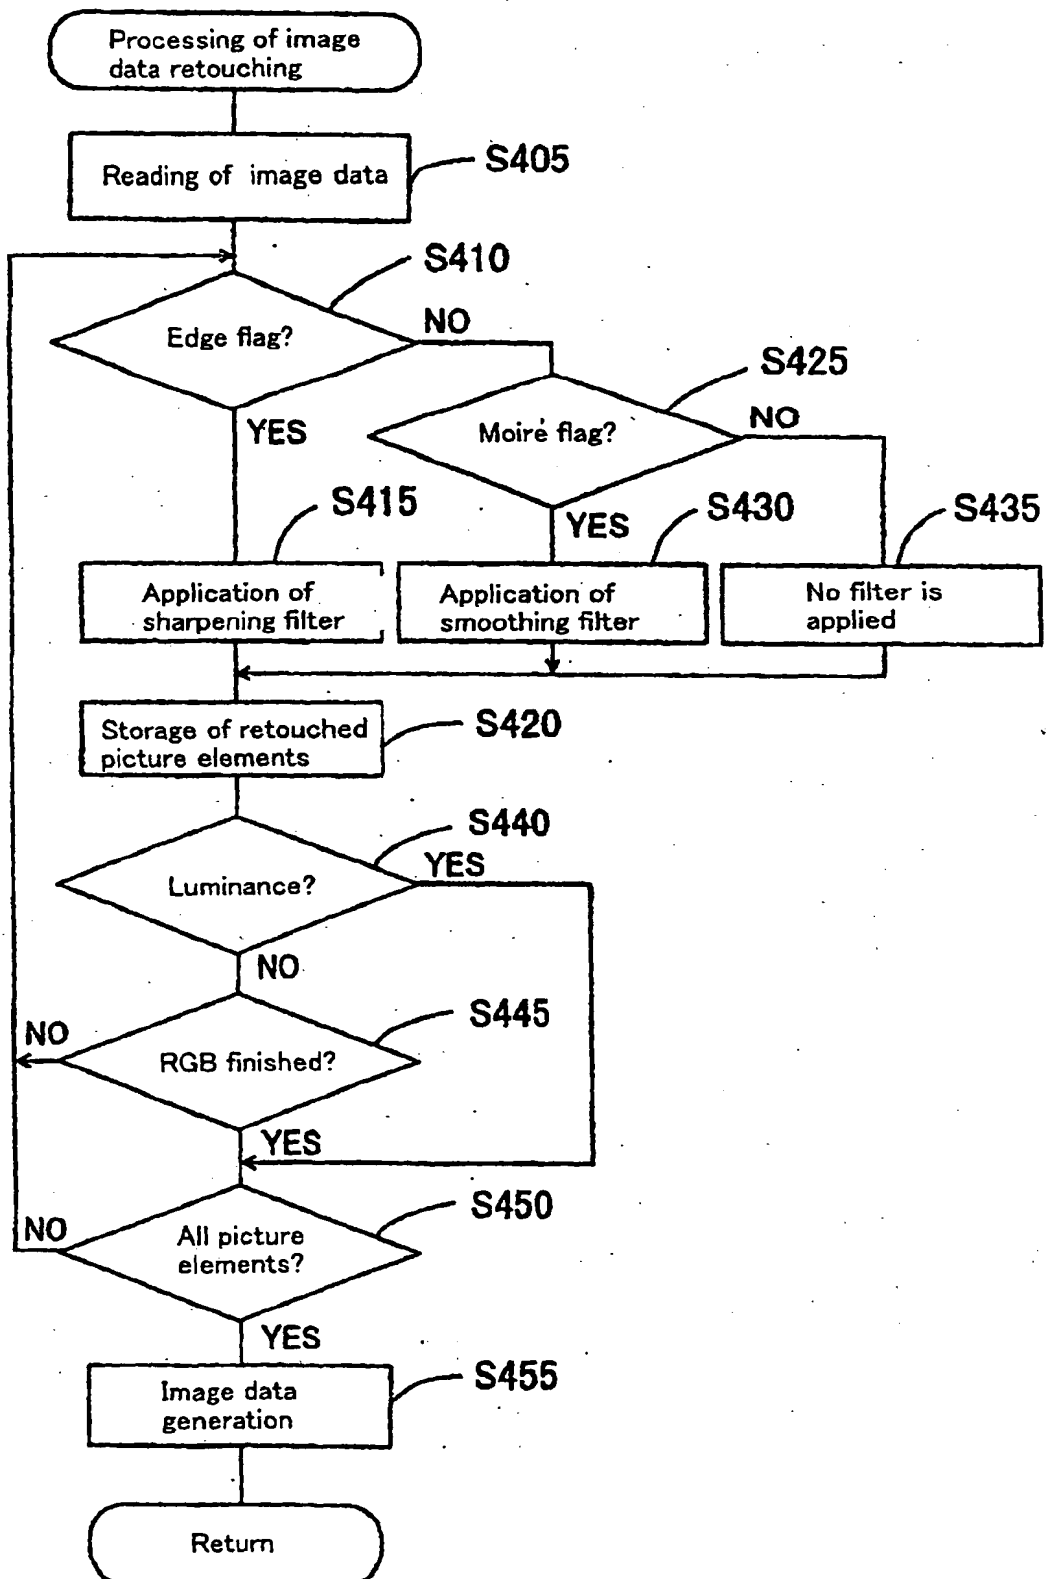 Processing of image
data retouching
Reading of image data
S405
S410
Edge flag?
NO
YES
S425
Moiré flag?
NO
YES
S415
Application of
sharpening filter
S430
Application of
smoothing filter
S435
No filter is
applied
Storage of retouched
picture elements
S420
S440
Luminance?
YES
NO
S445
RGB finished?
NO
YES
S450
All picture
elements?
NO
YES
S455
Image data
generation
Return